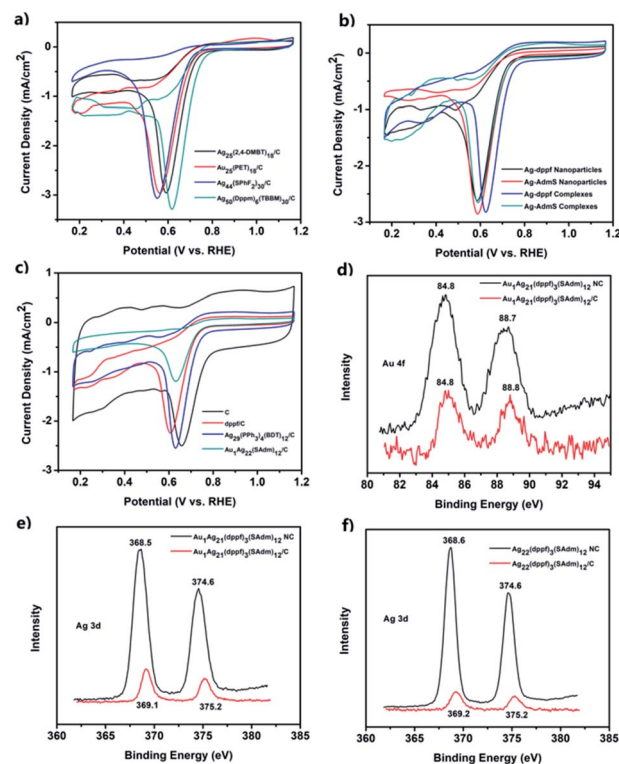 a)
1
0
-1
-2
-3
Current Density (mA/cm²)
Ag25(2,4-DMBT)18/C
Au25(PET)18/C
Ag44(SPhF2)30/C
Ag50(Dppm)6(TBBM)30/C
0.2 0.4 0.6 0.8 1.0 1.2
Potential (V vs. RHE)
b)
1
0
-1
-2
-3
Current Density (mA/cm²)
Ag-dppf Nanoparticles
Ag-AdmS Nanoparticles
Ag-dppf Complexes
Ag-AdmS Complexes
0.2 0.4 0.6 0.8 1.0 1.2
Potential (V vs. RHE)
c)
1
0
-1
-2
-3
Current Density (mA/cm²)
C
dppf/C
Ag29(PPh3)4(BDT)12/C
Au1Ag22(SAdm)12/C
0.2 0.4 0.6 0.8 1.0 1.2
Potential (V vs. RHE)
d)
Au1Ag21(dppf)3(SAdm)12 NC
Au1Ag21(dppf)3(SAdm)12/C
84.8
88.7
Au 4f
84.8
88.8
Intensity
80 82 84 86 88 90 92 94
Binding Energy (eV)
e)
Au1Ag21(dppf)3(SAdm)12 NC
Au1Ag21(dppf)3(SAdm)12/C
368.5
374.6
Ag 3d
369.1
375.2
Intensity
360 365 370 375 380 385
Binding Energy (eV)
f)
Ag22(dppf)3(SAdm)12 NC
Ag22(dppf)3(SAdm)12/C
368.6
374.6
Ag 3d
369.2
375.2
Intensity
360 365 370 375 380 385
Binding Energy (eV)